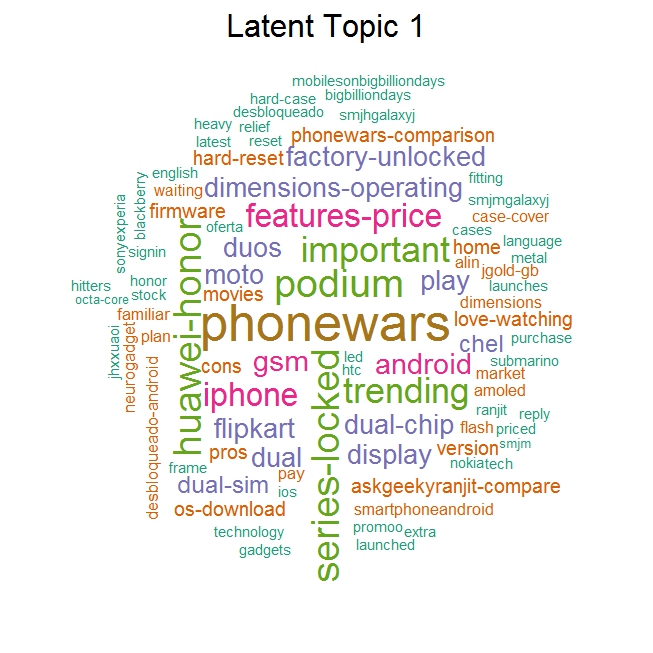 Latent Topic 1
mobilesonbigbilliondays
hard-case bigbilliondays
desbloqueado
smjhgalaxyj
heavy relief
phonewars-comparison
latest reset
hard-reset factory-unlocked
english
fitting
waiting dimensions-operating
blackberry
smjmgalaxyj
firmware features-price case-cover
sonyexperia
oferta
cases
language
signin
duos important home
metal
alin
jgold-gb
hitters honor moto podium play launches
octa-core stock movies
dimensions
huawei-honor
familiar phonewars love-watching
plan
purchase
chel
neurogadget
jhxxuaoi
led
submarino
cons gsm htc android market
desbloqueado-android
iphone trending amoled
series-locked
ranjit reply
flipkart dual-chip flash priced
smjm
pros dual display version
frame
nokiatech
pay
dual-sim ios askgeekyranjit-compare
os-download smartphoneandroid
technology promoo extra
gadgets launched